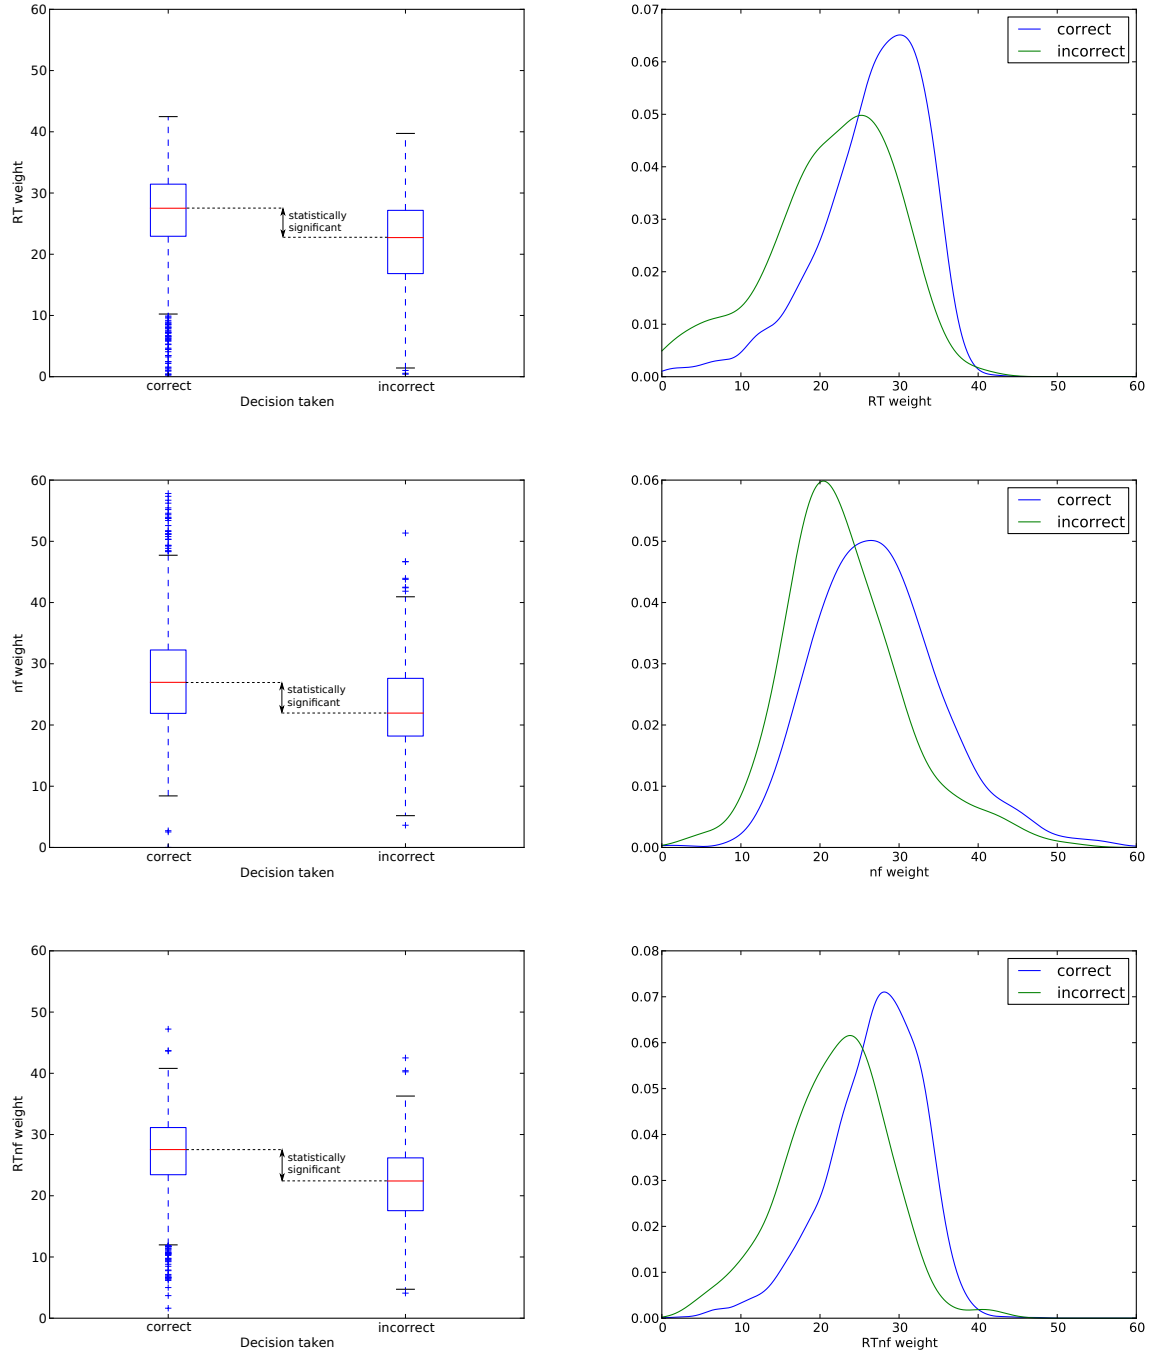 60
50
40
30
20
10
0
RT weight
statistically
significant
correct
incorrect
Decision taken
0.07
0.06
0.05
0.04
0.03
0.02
0.01
0.00
correct
incorrect
0
10
20
30
40
50
60
RT weight
60
50
40
30
20
10
0
nf weight
statistically
significant
correct
incorrect
Decision taken
0.06
0.05
0.04
0.03
0.02
0.01
0.00
correct
incorrect
0
10
20
30
40
50
60
nf weight
60
50
40
30
20
10
0
RTnf weight
statistically
significant
correct
incorrect
Decision taken
0.08
0.07
0.06
0.05
0.04
0.03
0.02
0.01
0.00
correct
incorrect
0
10
20
30
40
50
60
RTnf weight